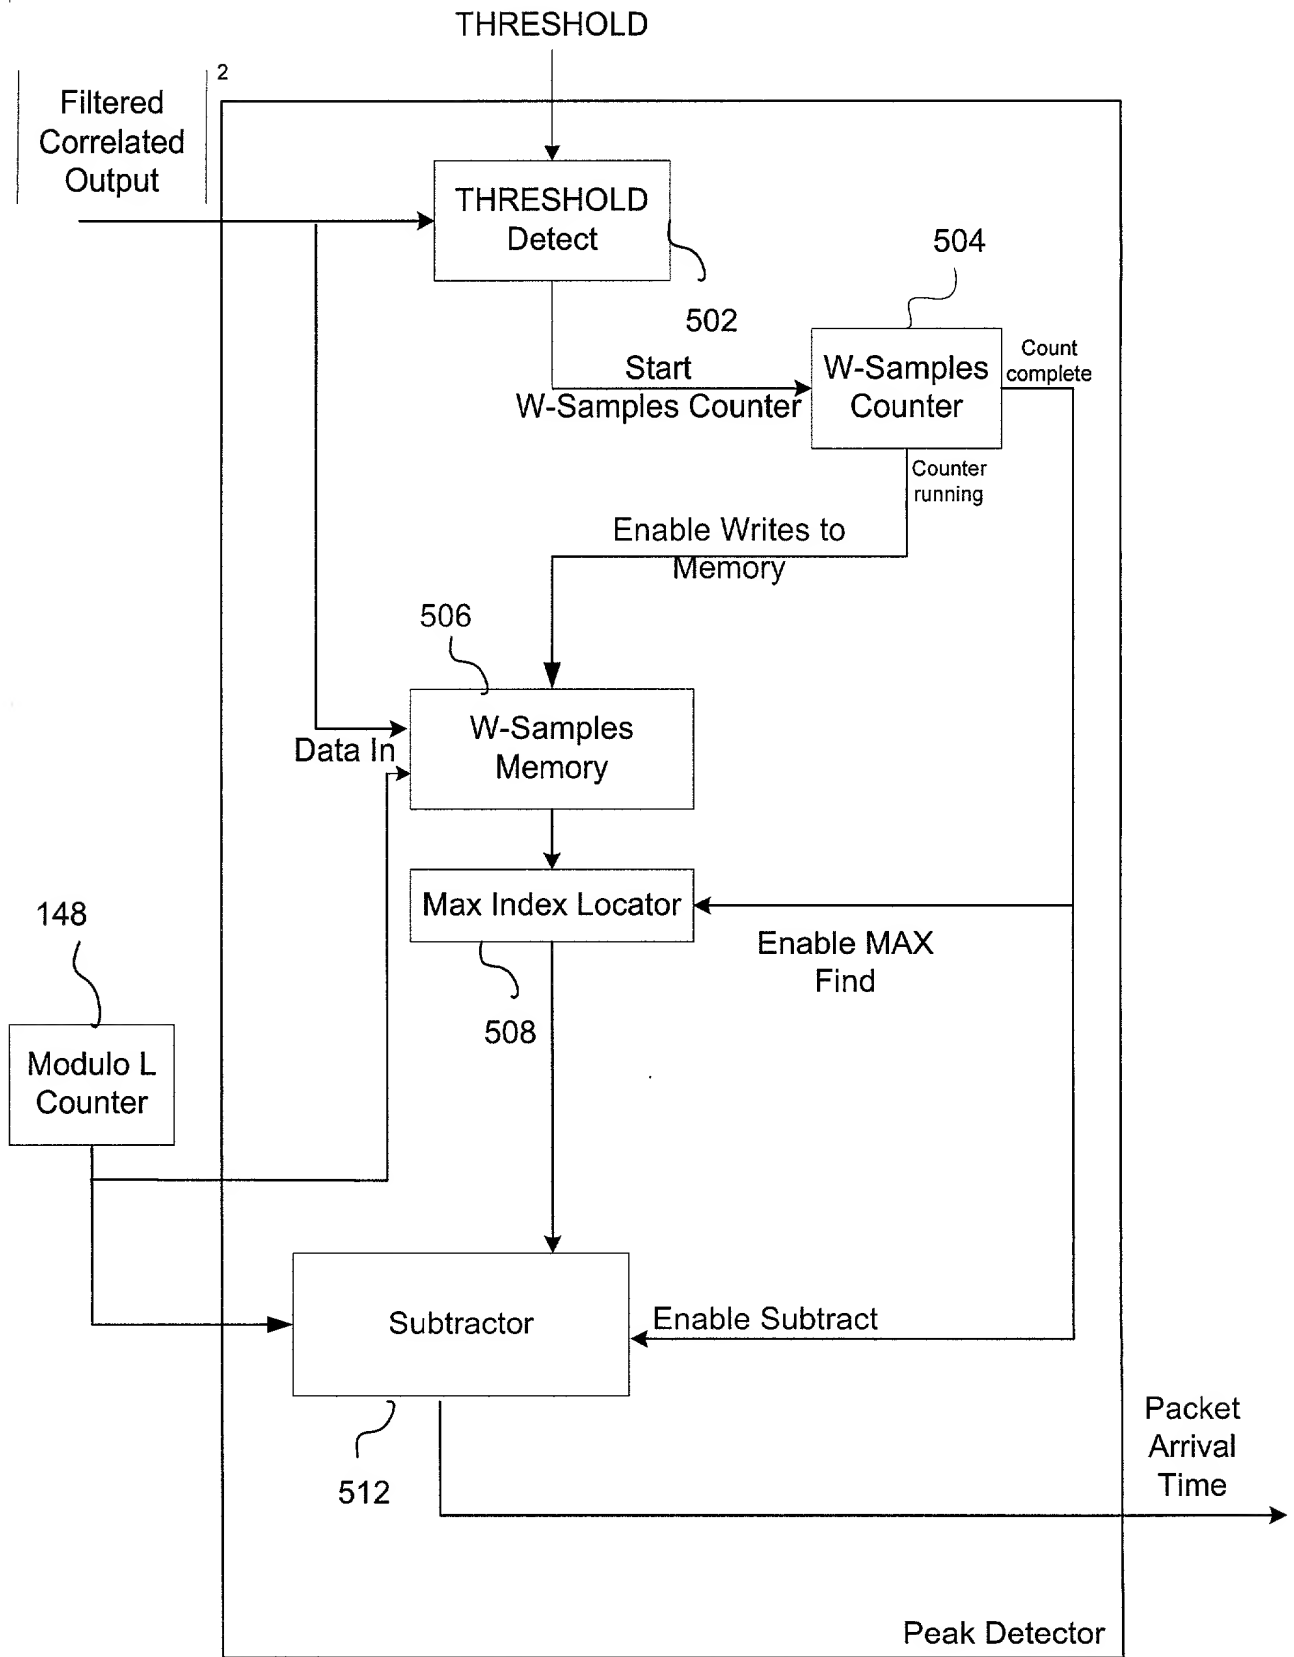 THRESHOLD
2
Filtered
Correlated
Output
THRESHOLD
Detect
502
504
Start
W-Samples Counter
W-Samples
Counter
Count
complete
Counter
running
Enable Writes to
Memory
506
Data In
W-Samples
Memory
Max Index Locator
508
Enable MAX
Find
148
Modulo L
Counter
Subtractor
Enable Subtract
512
Packet
Arrival
Time
Peak Detector